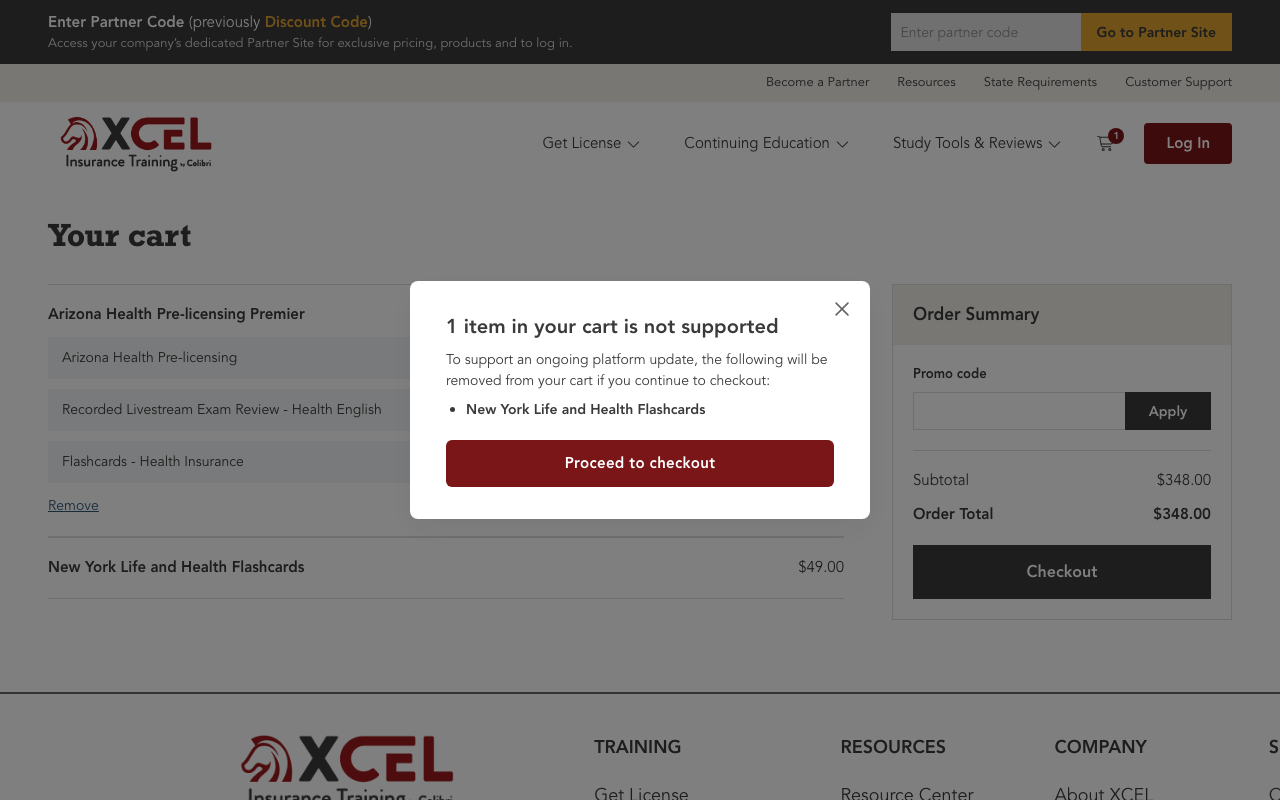 Enter Partner Code (previously Discount Code)
Access your company's dedicated Partner Site for exclusive pricing, products and to log in.
Enter partner code
Go to Partner Site
Become a Partner
Resources
State Requirements
Customer Support
XCEL
Insurance Training by Colibri
Get License
Continuing Education
Study Tools & Reviews
1
Log In
Your cart
Arizona Health Pre-licensing Premier
Arizona Health Pre-licensing
Recorded Livestream Exam Review - Health English
Flashcards - Health Insurance
Remove
New York Life and Health Flashcards
$49.00
1 item in your cart is not supported
To support an ongoing platform update, the following will be
removed from your cart if you continue to checkout:
• New York Life and Health Flashcards
Proceed to checkout
Order Summary
Promo code
Apply
Subtotal
$348.00
Order Total
$348.00
Checkout
XCEL
Insurance Training by Colibri
TRAINING
Get License
RESOURCES
Resource Center
COMPANY
About XCEL